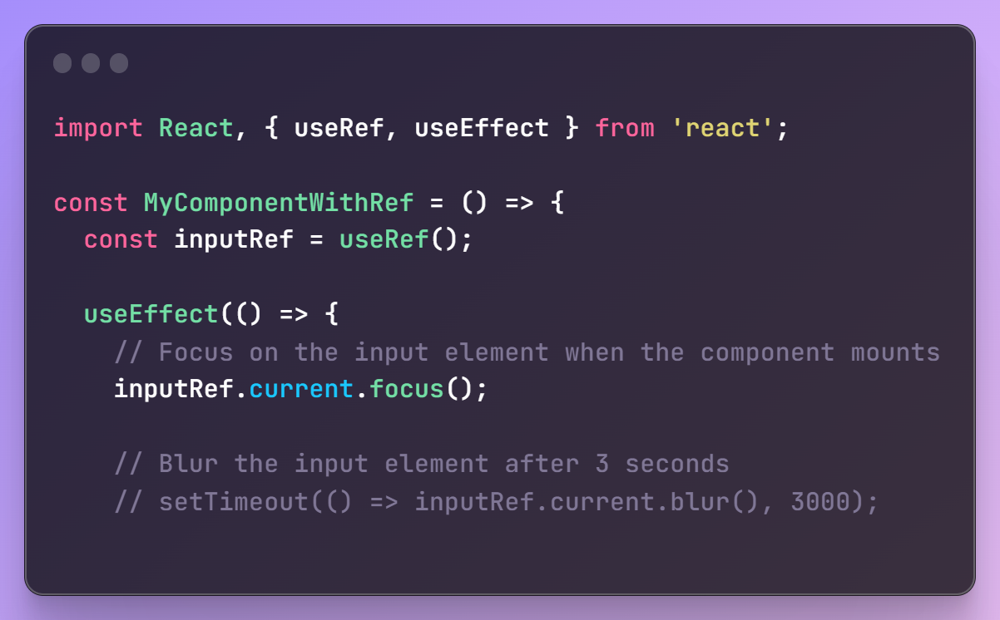 import React, { useRef, useEffect } from 'react';
const MyComponentWithRef = () => {
  const inputRef = useRef();
  useEffect(() => {
    // Focus on the input element when the component mounts
    inputRef.current.focus();
    // Blur the input element after 3 seconds
    // setTimeout(() => inputRef.current.blur(), 3000);